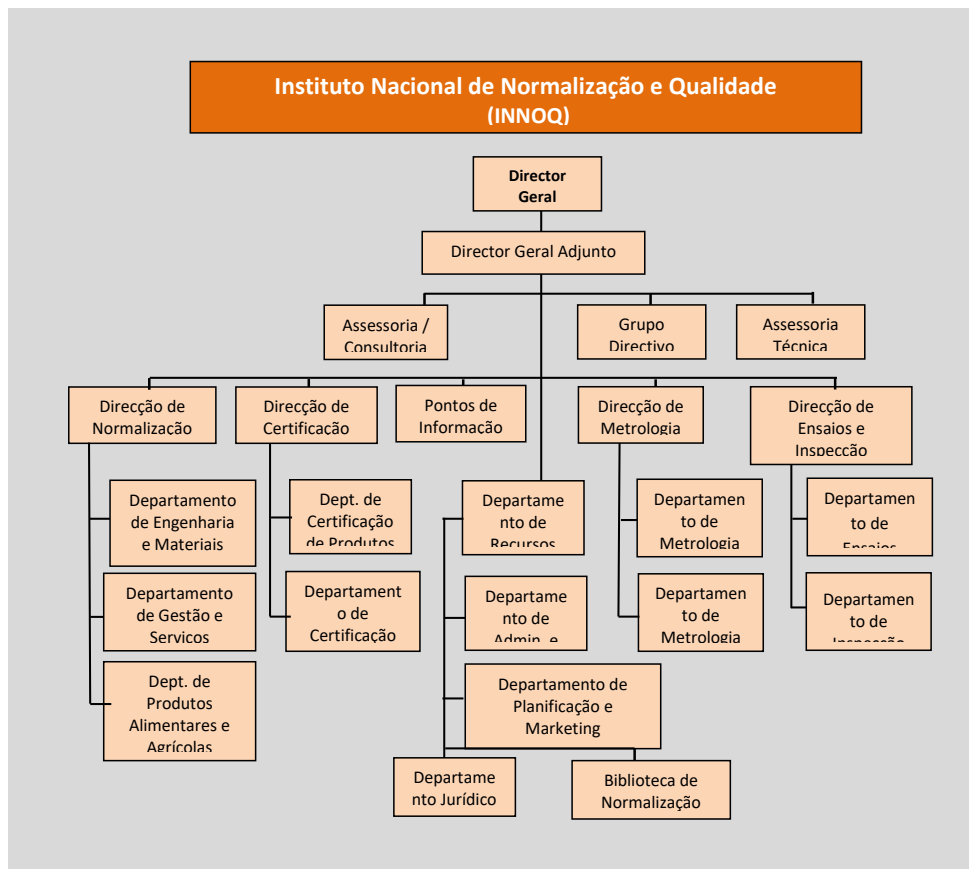 Instituto Nacional de Normalização e Qualidade
(INNOQ)
Director
Geral
Director Geral Adjunto
Assessoria /
Consultoria
Grupo
Directivo
Assessoria
Técnica
Direcção de
Normalização
Direcção de
Certificação
Pontos de
Informação
Direcção de
Metrologia
Direcção de
Ensaios e
Inspecção
Departamento
de Engenharia
e Materiais
Dept. de
Certificação
de Produtos
Departame
nto de
Recursos
Departamen
to de
Metrologia
Departamen
to de
Ensaios
Departamento
de Gestão e
Servicos
Departament
o de
Certificação
Departame
nto de
Admin. e
Departamen
to de
Metrologia
Departamen
to de
Inspecção
Dept. de
Produtos
Alimentares e
Agrícolas
Departamento de
Planificação e
Marketing
Departame
nto Jurídico
Biblioteca de
Normalização